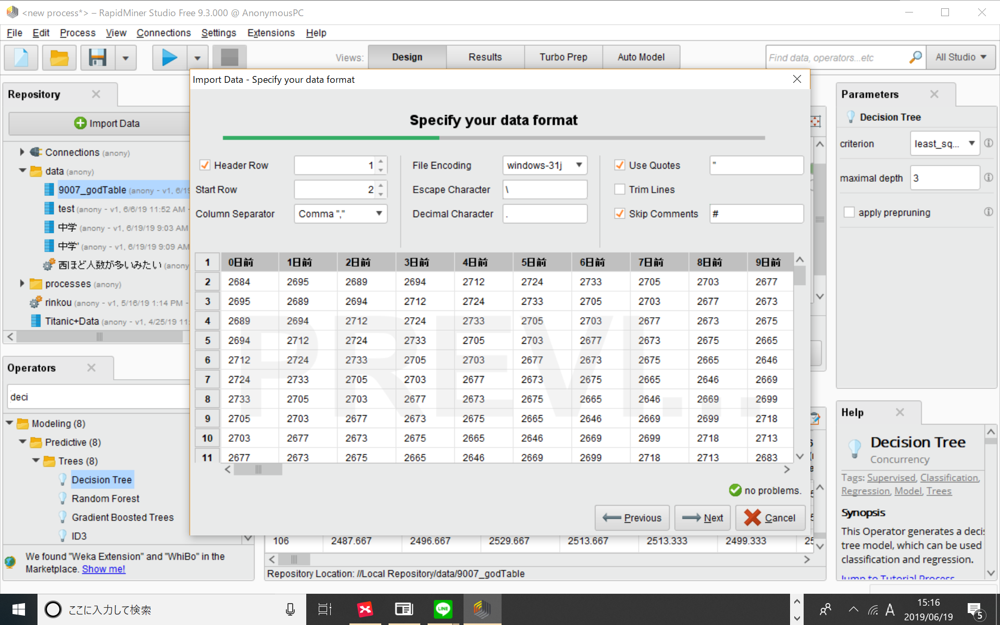 <new process*> – RapidMiner Studio Free 9.3.000 @ AnonymousPC
File Edit Process View Connections Settings Extensions Help
Views: Design Results Turbo Prep Auto Model
Find data, operators...etc All Studio
Repository
Import Data
Connections (anony)
data (anony)
9007_godTable (anony - v1, 6/19
test (anony - v1, 6/6/19 11:52 AM -
中学 (anony - v1, 6/19/19 9:03 AM
中学' (anony - v1, 6/19/19 9:09 AM
西ほど人数が多いみたい (anony
processes (anony)
rinkou (anony - v1, 5/16/19 1:14 PM -
Titanic+Data (anony - v1, 4/25/19 11:
Operators
deci
Modeling (8)
Predictive (8)
Trees (8)
Decision Tree
Random Forest
Gradient Boosted Trees
ID3
We found "Weka Extension" and "WhiBo" in the
Marketplace. Show me!
Import Data - Specify your data format
Specify your data format
Header Row 1
Start Row 2
Column Separator Comma ","
File Encoding windows-31j
Escape Character \
Decimal Character .
Use Quotes "
Trim Lines
Skip Comments #
1 0日前 1日前 2日前 3日前 4日前 5日前 6日前 7日前 8日前 9日前
2 2684 2695 2689 2694 2712 2724 2733 2705 2703 2677
3 2695 2689 2694 2712 2724 2733 2705 2703 2677 2673
4 2689 2694 2712 2724 2733 2705 2703 2677 2673 2675
5 2694 2712 2724 2733 2705 2703 2677 2673 2675 2665
6 2712 2724 2733 2705 2703 2677 2673 2675 2665 2646
7 2724 2733 2705 2703 2677 2673 2675 2665 2646 2669
8 2733 2705 2703 2677 2673 2675 2665 2646 2669 2699
9 2705 2703 2677 2673 2675 2665 2646 2669 2699 2718
10 2703 2677 2673 2675 2665 2646 2669 2699 2718 2713
11 2677 2673 2675 2665 2646 2669 2699 2718 2713 2683
PREVI...
no problems.
Previous Next Cancel
106 2487.667 2496.667 2529.667 2513.667 2513.333 2499.333 25
Repository Location: //Local Repository/data/9007_godTable
Parameters
Decision Tree
criterion least_sq...
maximal depth 3
apply prepruning
Help
Decision Tree
Concurrency
Tags: Supervised, Classification,
Regression, Model, Trees
Synopsis
This Operator generates a deci
tree model, which can be used
classification and regression.
Jump to Tutorial Process
ここに入力して検索
LINE
A
15:16
2019/06/19
5